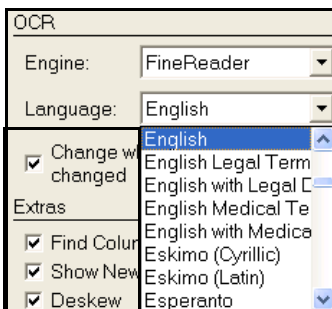 OCR
Engine: FineReader
Language: English
English
Change
changed
English Legal Term
English with Legal
Extras
English Medical Te
English with Medica
Find Colu
Eskimo (Cyrillic)
Show New
Eskimo (Latin)
Deskew
Esperanto